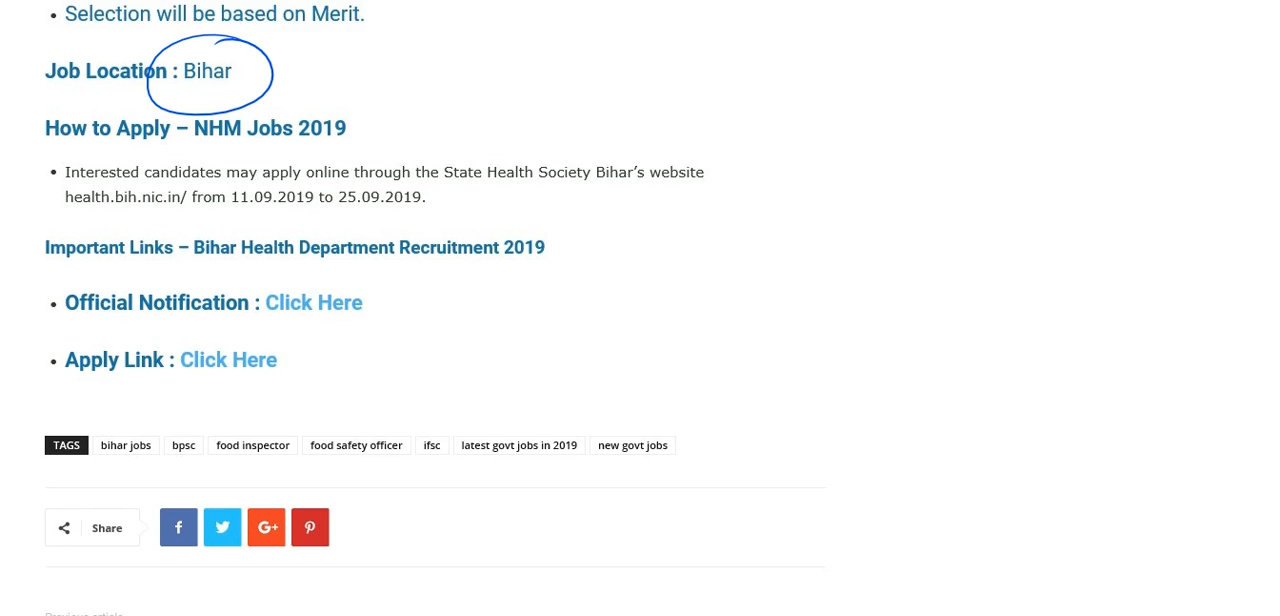 Selection will be based on Merit.
Job Location : Bihar
How to Apply – NHM Jobs 2019
Interested candidates may apply online through the State Health Society Bihar’s website
health.bih.nic.in/ from 11.09.2019 to 25.09.2019.
Important Links – Bihar Health Department Recruitment 2019
Official Notification : Click Here
Apply Link : Click Here
TAGS bihar jobs bpsc food inspector food safety officer ifsc latest govt jobs in 2019 new govt jobs
Share f G+
Previous article